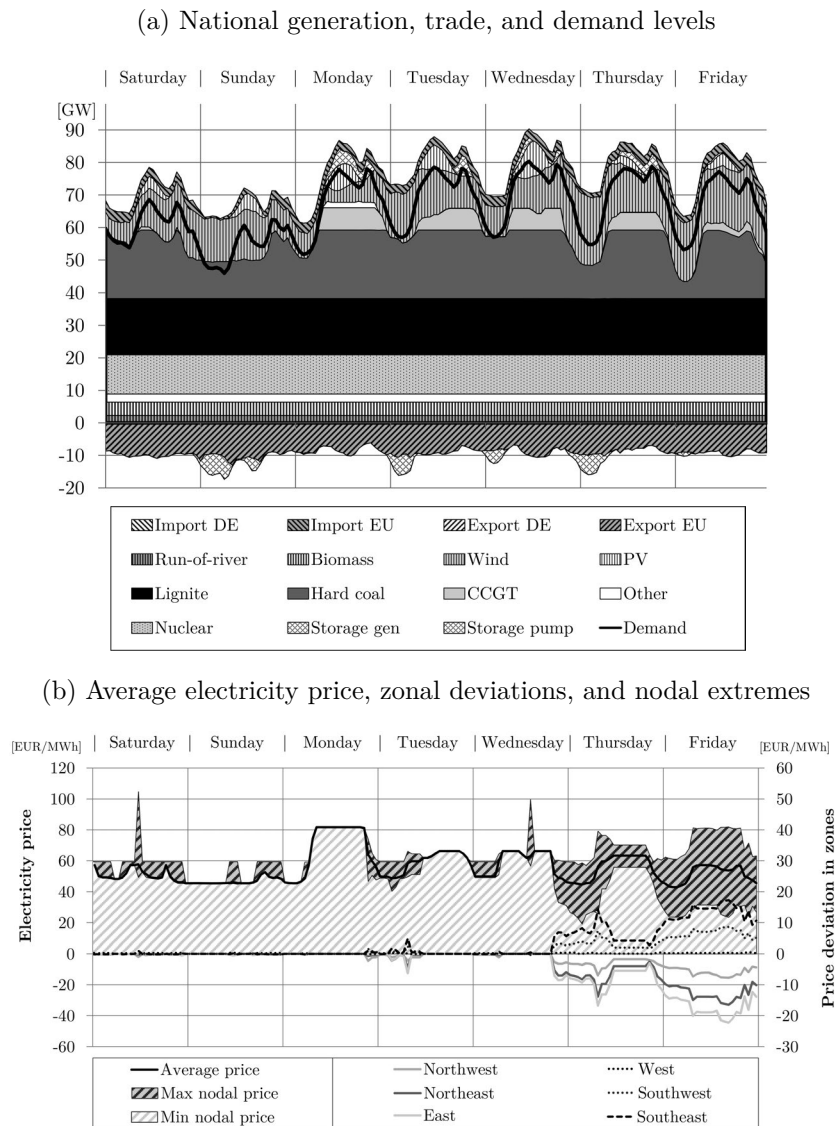 (a) National generation, trade, and demand levels
| Saturday | Sunday | Monday | Tuesday | Wednesday | Thursday | Friday |
[GW]
90
80
70
60
50
40
30
20
10
0
-10
-20
Import DE Import EU Export DE Export EU
Run-of-river Biomass Wind PV
Lignite Hard coal CCGT Other
Nuclear Storage gen Storage pump Demand
(b) Average electricity price, zonal deviations, and nodal extremes
[EUR/MWh] | Saturday | Sunday | Monday | Tuesday | Wednesday | Thursday | Friday | [EUR/MWh]
120 60
100 50
80 40
60 30
40 20
20 10
0 0
-20 -10
-40 -20
-60 -30
Electricity price
Price deviation in zones
Average price Northwest West
Max nodal price Northeast Southwest
Min nodal price East Southeast